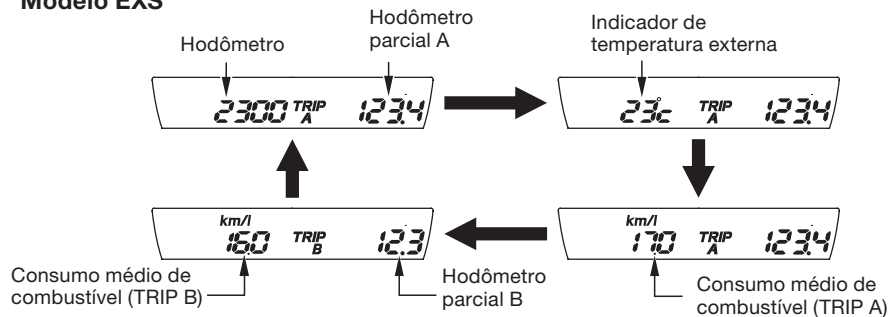 Modelo EXS
Hodômetro
Hodômetro
parcial A
Indicador de
temperatura externa
2300 TRIP A 123.4
23°c TRIP A 123.4
km/l
16.0 TRIP B 12.3
km/l
17.0 TRIP A 123.4
Consumo médio de
combustível (TRIP B)
Hodômetro
parcial B
Consumo médio de
combustível (TRIP A)